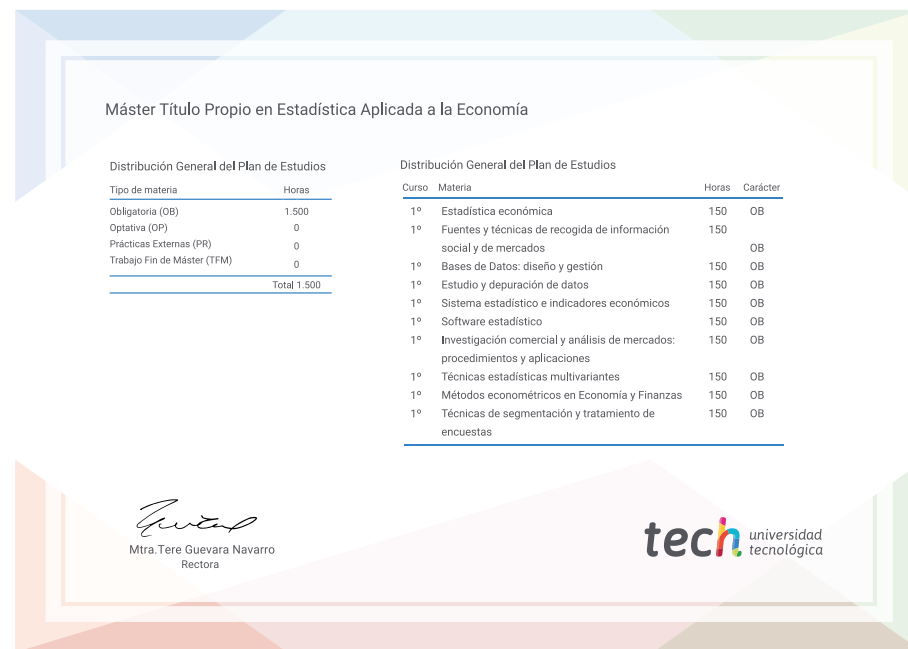 Máster Título Propio en Estadística Aplicada a la Economía
Distribución General del Plan de Estudios
Tipo de materia Horas
Obligatoria (OB) 1.500
Optativa (OP) 0
Prácticas Externas (PR) 0
Trabajo Fin de Máster (TFM) 0
Total 1.500
Distribución General del Plan de Estudios
Curso Materia Horas Carácter
1º Estadística económica 150 OB
1º Fuentes y técnicas de recogida de información 150
social y de mercados OB
1º Bases de Datos: diseño y gestión 150 OB
1º Estudio y depuración de datos 150 OB
1º Sistema estadístico e indicadores económicos 150 OB
1º Software estadístico 150 OB
1º Investigación comercial y análisis de mercados: 150 OB
procedimientos y aplicaciones
1º Técnicas estadísticas multivariantes 150 OB
1º Métodos econométricos en Economía y Finanzas 150 OB
1º Técnicas de segmentación y tratamiento de 150 OB
encuestas
Mtra.Tere Guevara Navarro
Rectora
tech universidad
tecnológica